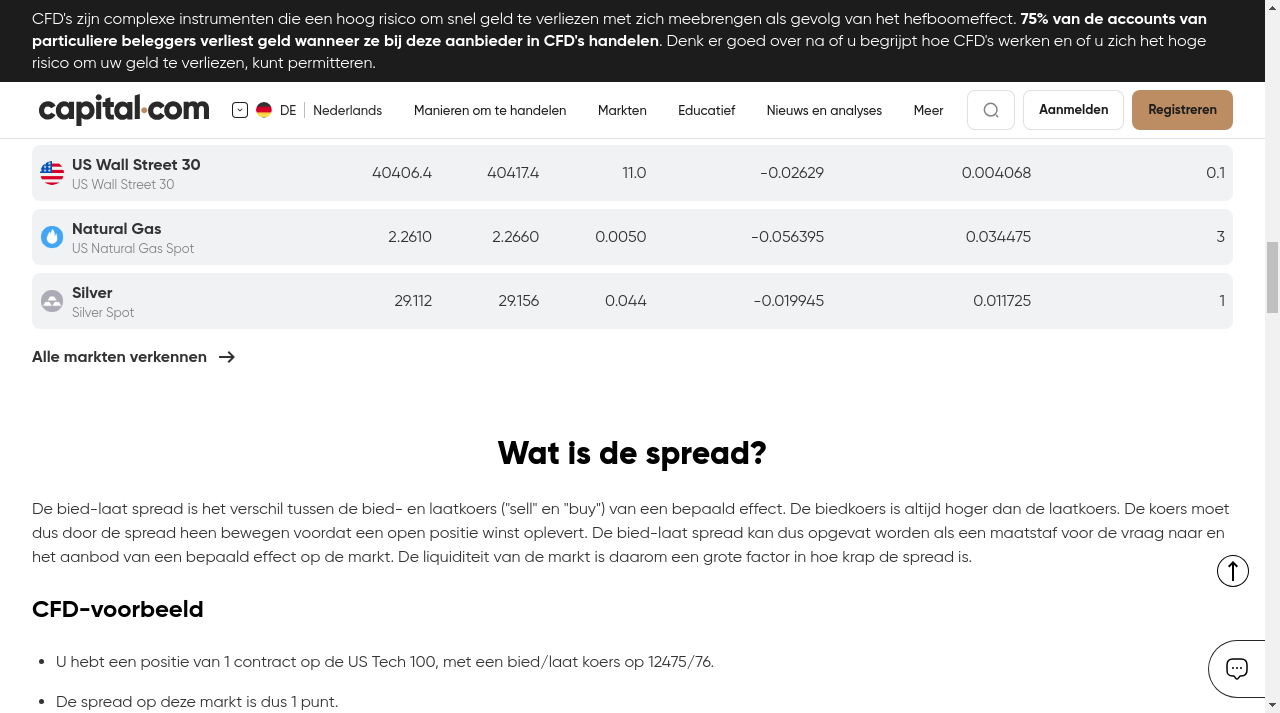 CFD's zijn complexe instrumenten die een hoog risico om snel geld te verliezen met zich meebrengen als gevolg van het hefboomeffect. 75% van de accounts van
particuliere beleggers verliest geld wanneer ze bij deze aanbieder in CFD's handelen. Denk er goed over na of u begrijpt hoe CFD's werken en of u zich het hoge
risico om uw geld te verliezen, kunt permitteren.
capital.com DE Nederlands Manieren om te handelen Markten Educatief Nieuws en analyses Meer Aanmelden Registreren
US Wall Street 30 40406.4 40417.4 11.0 -0.02629 0.004068 0.1
US Wall Street 30
Natural Gas 2.2610 2.2660 0.0050 -0.056395 0.034475 3
US Natural Gas Spot
Silver 29.112 29.156 0.044 -0.019945 0.011725 1
Silver Spot
Alle markten verkennen
Wat is de spread?
De bied-laat spread is het verschil tussen de bied- en laatkoers ("sell" en "buy") van een bepaald effect. De biedkoers is altijd hoger dan de laatkoers. De koers moet
dus door de spread heen bewegen voordat een open positie winst oplevert. De bied-laat spread kan dus opgevat worden als een maatstaf voor de vraag naar en
het aanbod van een bepaald effect op de markt. De liquiditeit van de markt is daarom een grote factor in hoe krap de spread is.
CFD-voorbeeld
• U hebt een positie van 1 contract op de US Tech 100, met een bied/laat koers op 12475/76.
• De spread op deze markt is dus 1 punt.